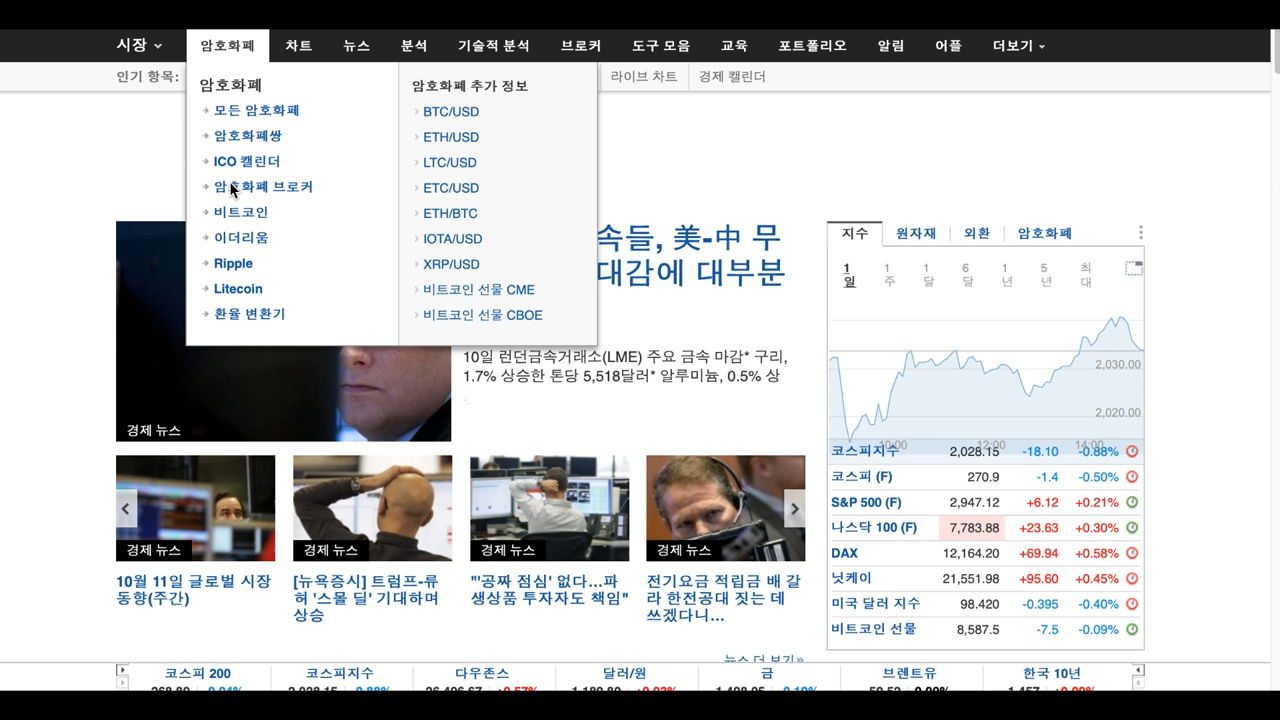 시장
암호화폐
차트
뉴스
분석
기술적 분석
브로커
도구 모음
교육
포트폴리오
알림
어플
더보기
인기 항목:
라이브 차트
경제 캘린더
암호화폐
모든 암호화폐
암호화폐쌍
ICO 캘린더
암호화폐 브로커
비트코인
이더리움
Ripple
Litecoin
환율 변환기
암호화폐 추가 정보
BTC/USD
ETH/USD
LTC/USD
ETC/USD
ETH/BTC
IOTA/USD
XRP/USD
비트코인 선물 CME
비트코인 선물 CBOE
속들, 美-中 무
대감에 대부분
10일 런던금속거래소(LME) 주요 금속 마감* 구리,
1.7% 상승한 톤당 5,518달러* 알루미늄, 0.5% 상
경제 뉴스
경제 뉴스
경제 뉴스
경제 뉴스
경제 뉴스
10월 11일 글로벌 시장
동향(주간)
[뉴욕증시] 트럼프-류
허 '스몰 딜' 기대하며
상승
"'공짜 점심' 없다...파
생상품 투자자도 책임"
전기요금 적립금 배 갈
라 한전공대 짓는 데
쓰겠다니...
뉴스 더 보기»
지수
원자재
외환
암호화폐
1 일
1 주
1 달
6 달
1 년
5 년
최 대
2,030.00
2,020.00
10:00
12:00
14:00
코스피지수 2,028.15 -18.10 -0.88%
코스피 (F) 270.9 -1.4 -0.50%
S&P 500 (F) 2,947.12 +6.12 +0.21%
나스닥 100 (F) 7,783.88 +23.63 +0.30%
DAX 12,164.20 +69.94 +0.58%
닛케이 21,551.98 +95.60 +0.45%
미국 달러 지수 98.420 -0.395 -0.40%
비트코인 선물 8,587.5 -7.5 -0.09%
코스피 200
코스피지수
다우존스
달러/원
금
브렌트유
한국 10년